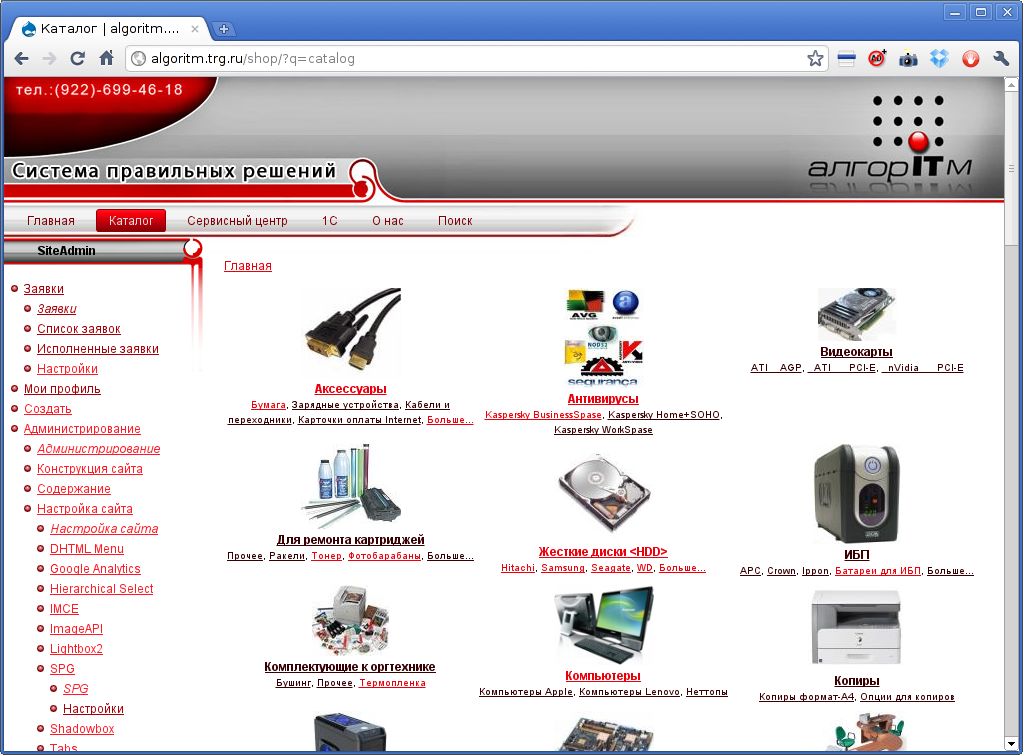 Каталог | algoritm....
algoritm.trg.ru/shop/?q=catalog
тел.:(922)-699-46-18
Система правильных решений
алгорITм
Главная Каталог Сервисный центр 1С О нас Поиск
SiteAdmin
Заявки
Заявки
Список заявок
Исполненные заявки
Настройки
Мои профиль
Создать
Администрирование
Администрирование
Конструкция сайта
Содержание
Настройка сайта
Настройка сайта
DHTML Menu
Google Analytics
Hierarchical Select
IMCE
ImageAPI
Lightbox2
SPG
SPG
Настройки
Shadowbox
Tabs
Главная
Аксессуары
Бумага, Зарядные устройства, Кабели и
переходники, Карточки оплаты Internet, Больше...
AVG
NOD32
segurança
Антивирусы
Kaspersky BusinessSpase, Kaspersky Home+SOHO,
Kaspersky WorkSpase
Видеокарты
ATI AGP, ATI PCI-E, nVidia PCI-E
Для ремонта картриджей
Прочее, Ракели, Тонер, Фотобарабаны, Больше...
Жесткие диски <HDD>
Hitachi, Samsung, Seagate, WD, Больше...
ИБП
APC, Crown, Ippon, Батареи для ИБП, Больше...
Комплектующие к оргтехнике
Бушинг, Прочее, Термопленка
Компьютеры
Компьютеры Apple, Компьютеры Lenovo, Неттопы
Копиры
Копиры формат-А4, Опции для копиров